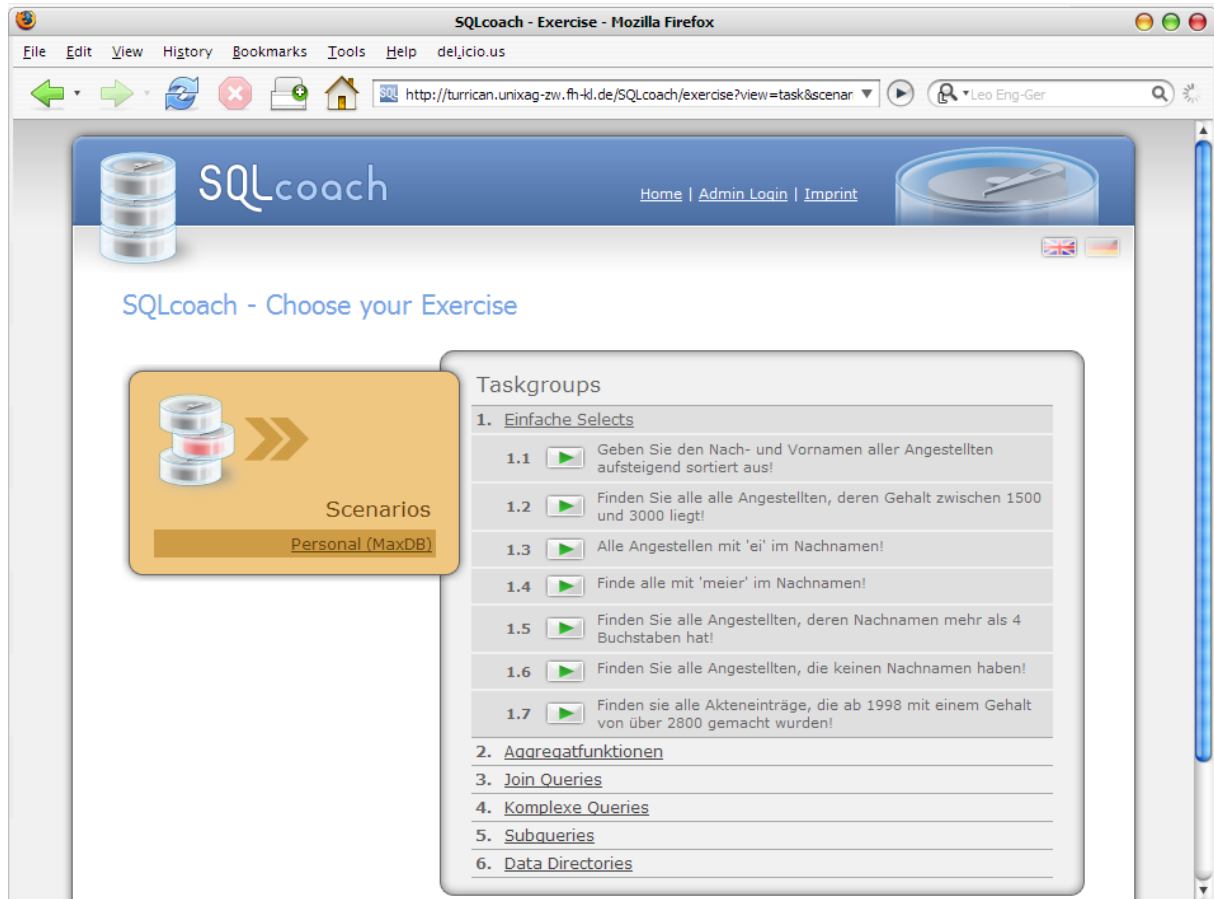 SQLcoach - Exercise - Mozilla Firefox
File Edit View History Bookmarks Tools Help del.icio.us
SQL http://turrican.unixag-zw.fh-kl.de/SQLcoach/exercise?view=task&scenar Leo Eng-Ger
SQLcoach
Home | Admin Login | Imprint
SQLcoach - Choose your Exercise
Scenarios
Personal (MaxDB)
Taskgroups
1. Einfache Selects
1.1 Geben Sie den Nach- und Vornamen aller Angestellten
aufsteigend sortiert aus!
1.2 Finden Sie alle alle Angestellten, deren Gehalt zwischen 1500
und 3000 liegt!
1.3 Alle Angestellen mit 'ei' im Nachnamen!
1.4 Finde alle mit 'meier' im Nachnamen!
1.5 Finden Sie alle Angestellten, deren Nachnamen mehr als 4
Buchstaben hat!
1.6 Finden Sie alle Angestellten, die keinen Nachnamen haben!
1.7 Finden sie alle Akteneinträge, die ab 1998 mit einem Gehalt
von über 2800 gemacht wurden!
2. Aggregatfunktionen
3. Join Queries
4. Komplexe Queries
5. Subqueries
6. Data Directories